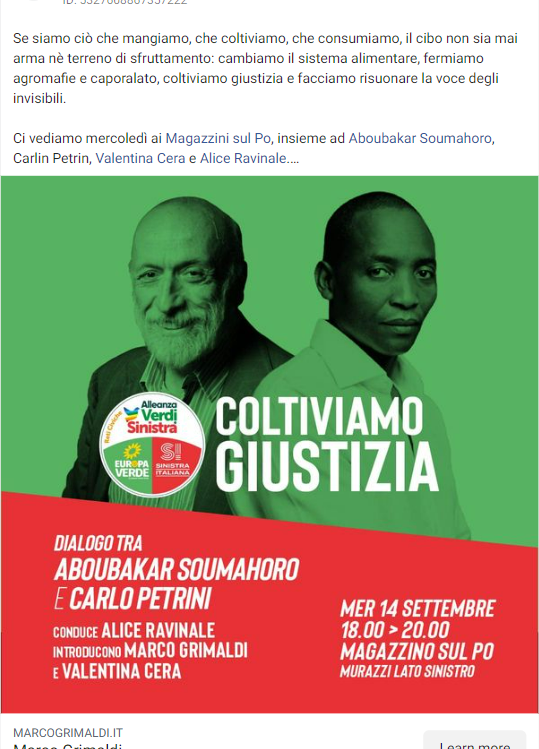 Se siamo ciò che mangiamo, che coltiviamo, che consumiamo, il cibo non sia mai
arma nè terreno di sfruttamento: cambiamo il sistema alimentare, fermiamo
agromafie e caporalato, coltiviamo giustizia e facciamo risuonare la voce degli
invisibili.
Ci vediamo mercoledì ai Magazzini sul Po, insieme ad Aboubakar Soumahoro,
Carlin Petrin, Valentina Cera e Alice Ravinale....
Alleanza
Verdi
Sinistra
Reti Civiche
EUROPA
VERDE
SI
SINISTRA
ITALIANA
COLTIVIAMO
GIUSTIZIA
DIALOGO TRA
ABOUBAKAR SOUMAHORO
E CARLO PETRINI
CONDUCE ALICE RAVINALE
INTRODUCONO MARCO GRIMALDI
E VALENTINA CERA
MER 14 SETTEMBRE
18.00 > 20.00
MAGAZZINO SUL PO
MURAZZI LATO SINISTRO
MARCOGRIMALDI.IT
Marco Grimaldi
Learn more